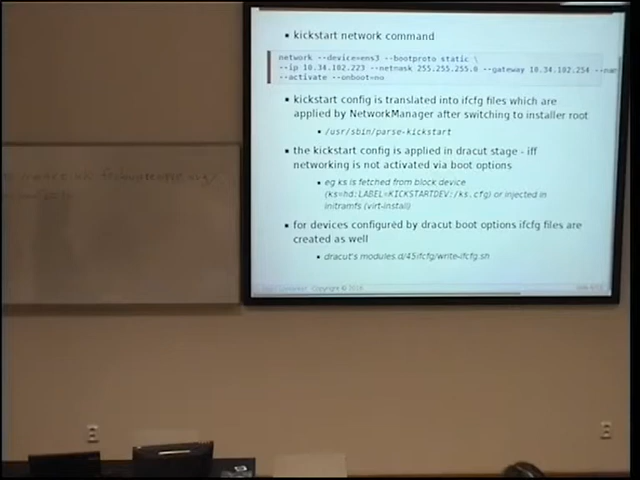 kickstart network command
network --device=ens3 --bootproto static \
--ip 10.34.102.223 --netmask 255.255.255.0 --gateway 10.34.102.254
--activate --onboot=no
kickstart config is translated into ifcfg files which are
applied by NetworkManager after switching to installer root
/usr/sbin/parse-kickstart
the kickstart config is applied in dracut stage - iff
networking is not activated via boot options
eg ks is fetched from block device
(ks=hd:LABEL=KICKSTARTDEV:/ks.cfg) or injected in
initramfs (virt-install)
for devices configured by dracut boot options ifcfg files are
created as well
dracut's modules.d/45ifcfg/write-ifcfg.sh
Copyright ©